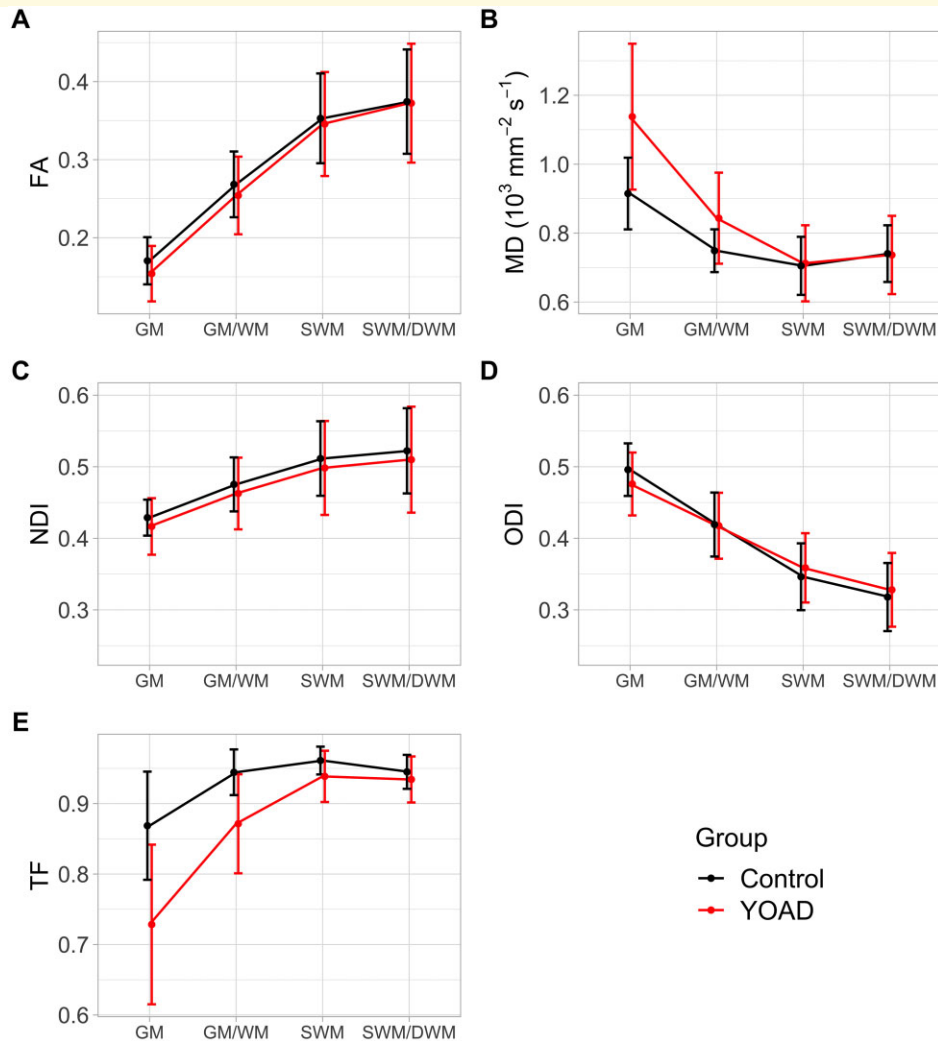 A
FA
0.4
0.3
0.2
GM GM/WM SWM SWM/DWM
B
MD (10³ mm⁻² s⁻¹)
1.2
1.0
0.8
0.6
GM GM/WM SWM SWM/DWM
C
NDI
0.6
0.5
0.4
0.3
GM GM/WM SWM SWM/DWM
D
ODI
0.6
0.5
0.4
0.3
GM GM/WM SWM SWM/DWM
E
TF
0.9
0.8
0.7
0.6
GM GM/WM SWM SWM/DWM
Group
Control
YOAD